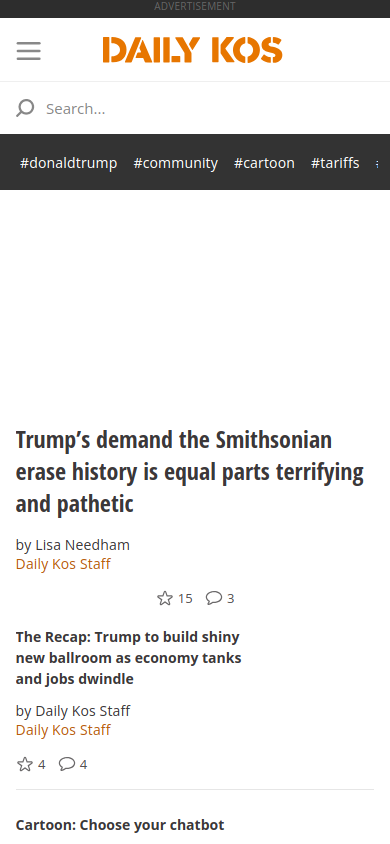 ADVERTISEMENT
DAILY KOS
Search...
#donaldtrump #community #cartoon #tariffs
Trump’s demand the Smithsonian
erase history is equal parts terrifying
and pathetic
by Lisa Needham
Daily Kos Staff
15 3
The Recap: Trump to build shiny
new ballroom as economy tanks
and jobs dwindle
by Daily Kos Staff
Daily Kos Staff
4 4
Cartoon: Choose your chatbot